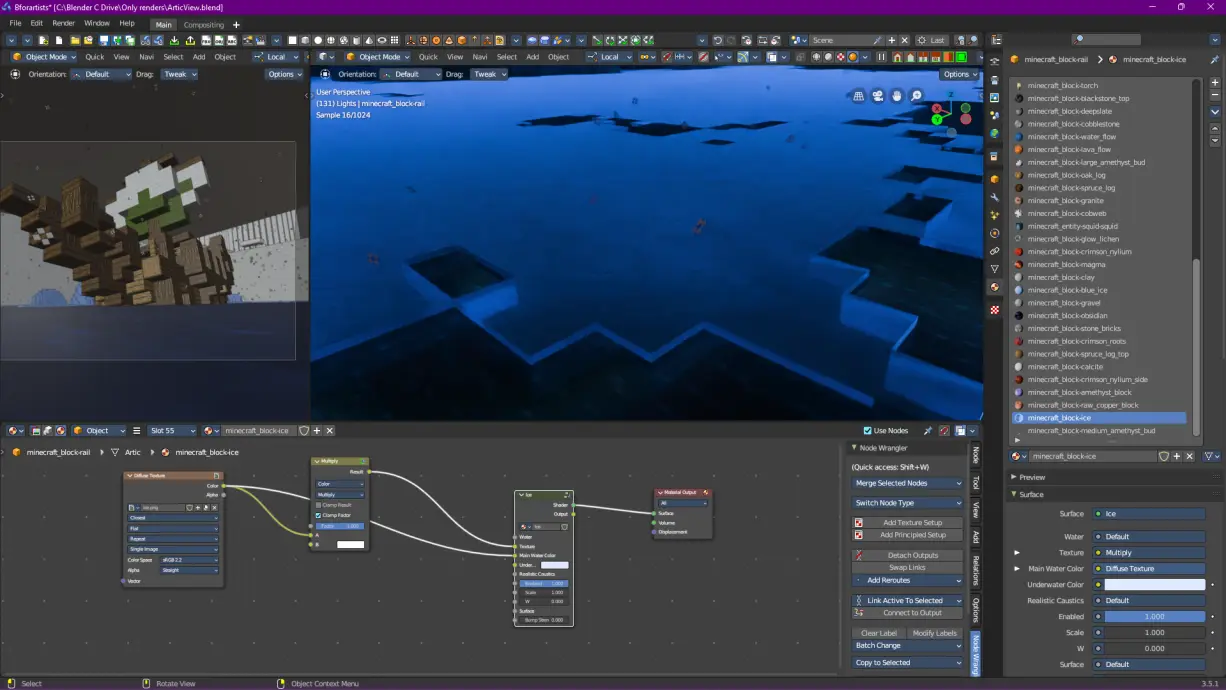 Bforartists* [C:\Blender C Drive\Only renders\ArticView.blend]
File Edit Render Window Help Main Compositing +
Scene Last
Object Mode Quick View Select Add Object Local
Object Mode Quick View Navi Select Add Object Local
Orientation: Default Drag: Tweak Options
Orientation: Default Drag: Tweak Options
User Perspective
(131) Lights | minecraft_block-rail
Sample 16/1024
Z
Y
minecraft_block-rail minecraft_block-ice
minecraft_block-torch
minecraft_block-blackstone_top
minecraft_block-deepslate
minecraft_block-cobblestone
minecraft_block-water_flow
minecraft_block-lava_flow
minecraft_block-large_amethyst_bud
minecraft_block-oak_log
minecraft_block-spruce_log
minecraft_block-granite
minecraft_block-cobweb
minecraft_entity-squid-squid
minecraft_block-glow_lichen
minecraft_block-crimson_nylium
minecraft_block-magma
minecraft_block-clay
minecraft_block-blue_ice
minecraft_block-gravel
minecraft_block-obsidian
minecraft_block-stone_bricks
minecraft_block-crimson_roots
minecraft_block-spruce_log_top
minecraft_block-calcite
minecraft_block-crimson_nylium_side
minecraft_block-amethyst_block
minecraft_block-raw_copper_block
minecraft_block-ice
minecraft_block-medium_amethyst_bud
minecraft_block-ice
Preview
Surface
Surface Ice
Water Default
Texture Multiply
Main Water Color Diffuse Texture
Underwater Color
Realistic Caustics Default
Enabled 1.000
Scale 1.000
W 0.000
Surface Default
Object Slot 55 minecraft_block-ice Use Nodes
minecraft_block-rail Artic minecraft_block-ice
Diffuse Texture
Color
Alpha
ice.png
Closest
Flat
Repeat
Single Image
Color Space sRGB 2.2
Alpha Straight
Vector
Multiply
Result
Color
Multiply
Clamp Result
Clamp Factor
Factor 1.000
A
B
Ice
Shader
Output
Ice
Water
Texture
Main Water Color
Unde...
Realistic Caustics
Enabled 1.000
Scale 1.000
W 0.000
Surface
Bump Stren 0.000
Material Output
All
Surface
Volume
Displacement
Node Wrangler
(Quick access: Shift+W)
Merge Selected Nodes
Switch Node Type
Add Texture Setup
Add Principled Setup
Detach Outputs
Swap Links
Add Reroutes
Link Active To Selected
Connect to Output
Clear Label Modify Labels
Batch Change
Copy to Selected
Node
Tool
View
Add
Relations
Options
Node Wrang
Select Rotate View Object Context Menu 3.5.1